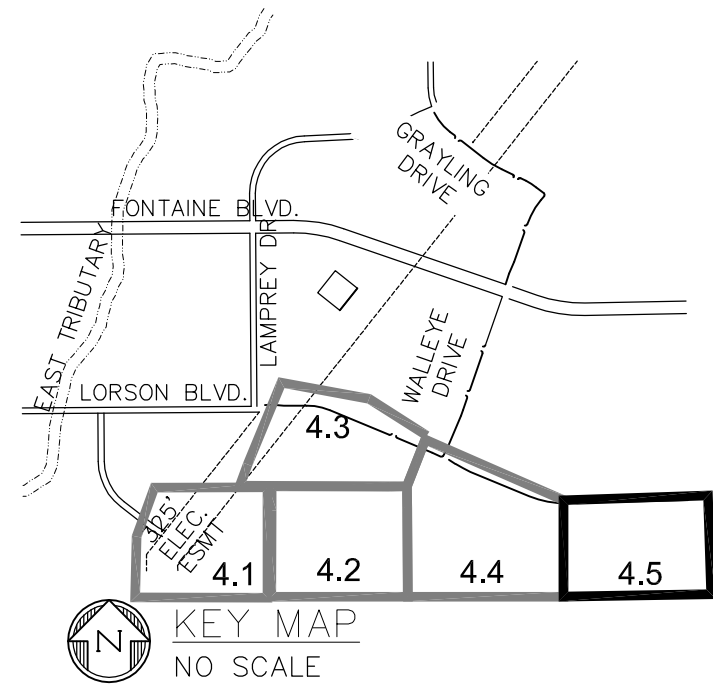 GRAYLING
DRIVE
FONTAINE BLVD.
EAST TRIBUTARY
LAMPREY DR
WALLEYE
DRIVE
LORSON BLVD.
4.3
325'
ELEC.
ESMT
4.1
4.2
4.4
4.5
N
KEY MAP
NO SCALE